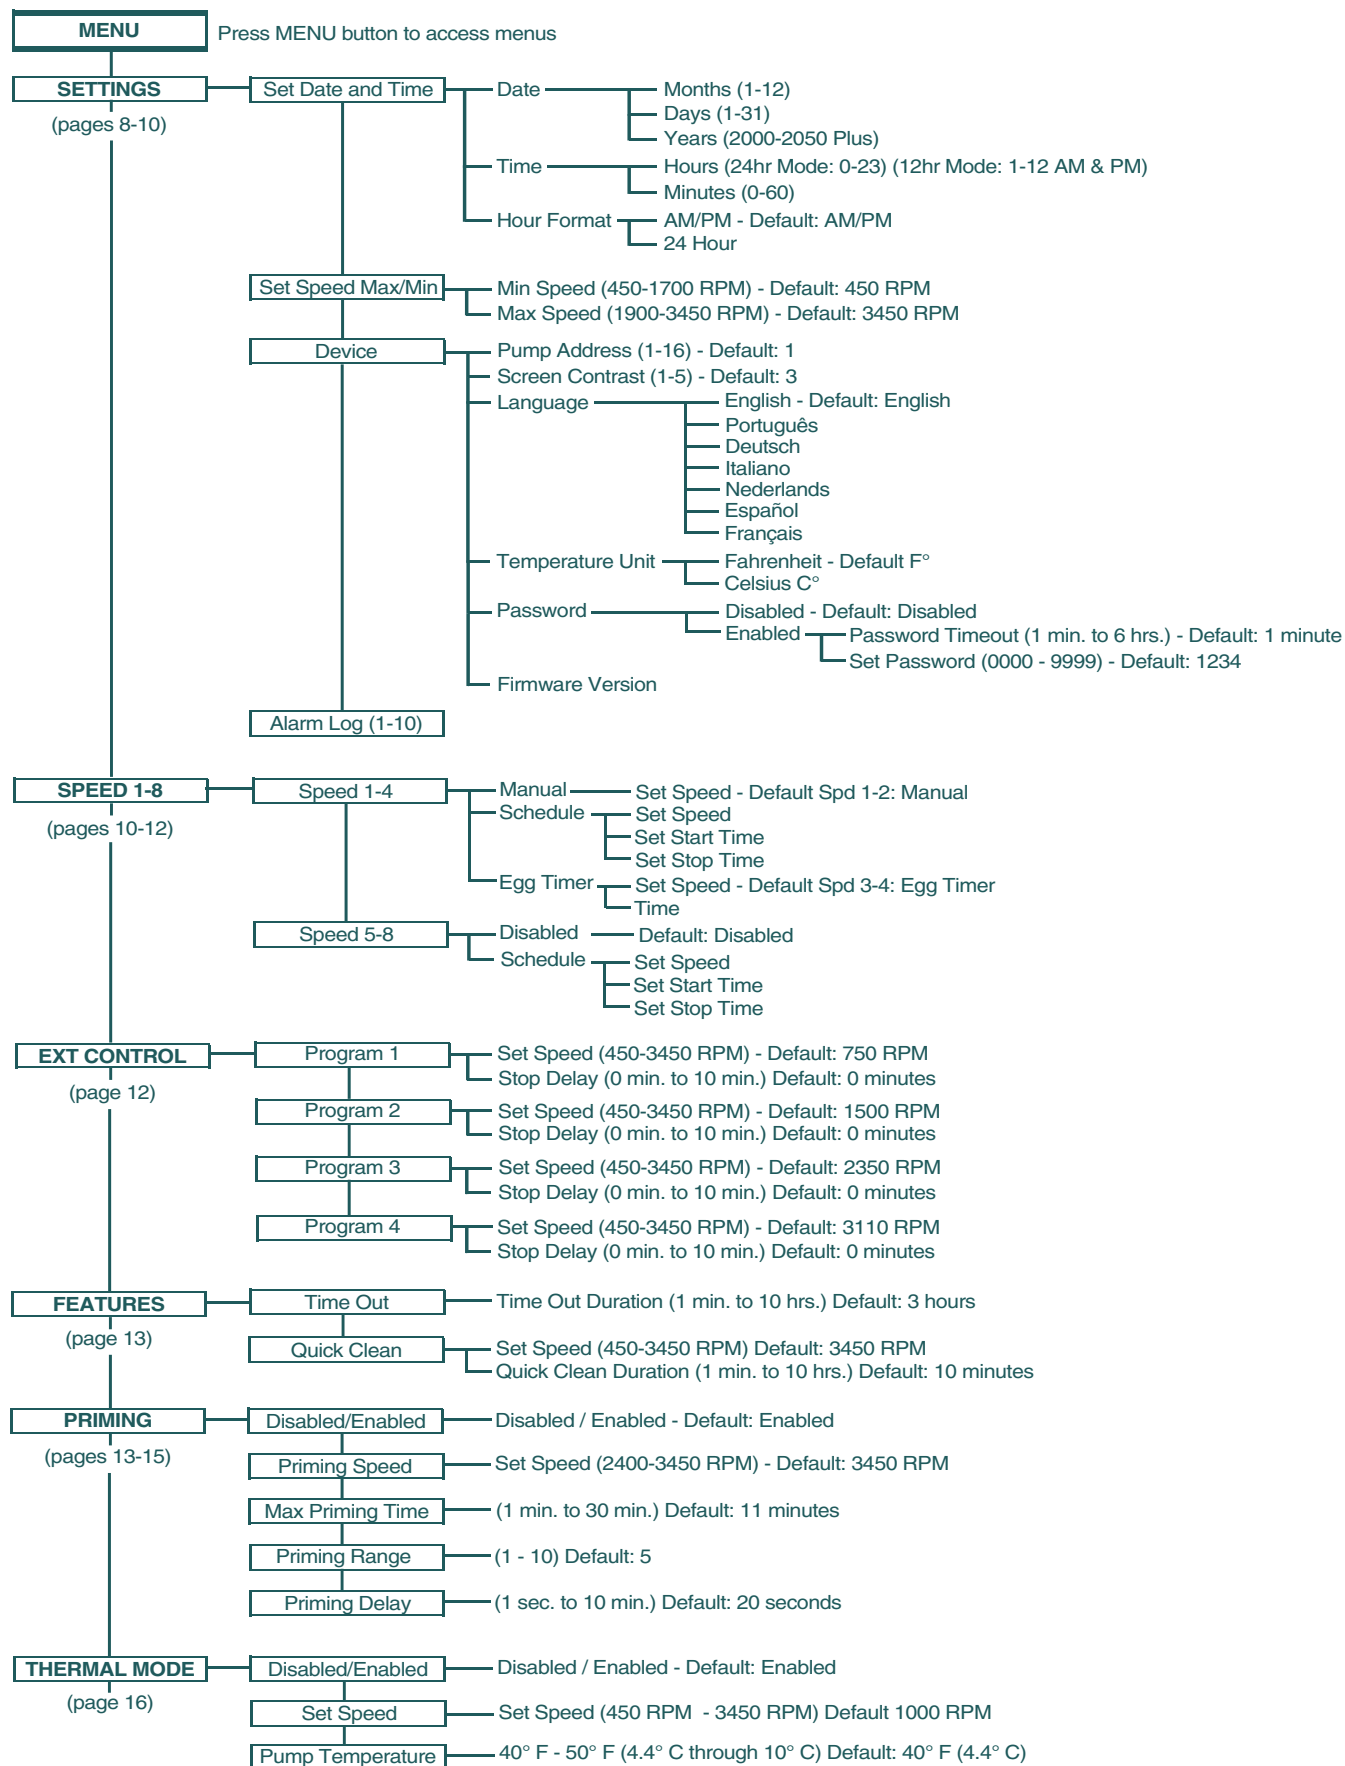 MENU
Press MENU button to access menus
SETTINGS
(pages 8-10)
Set Date and Time
Date
Months (1-12)
Days (1-31)
Years (2000-2050 Plus)
Time
Hours (24hr Mode: 0-23) (12hr Mode: 1-12 AM & PM)
Minutes (0-60)
Hour Format
AM/PM - Default: AM/PM
24 Hour
Set Speed Max/Min
Min Speed (450-1700 RPM) - Default: 450 RPM
Max Speed (1900-3450 RPM) - Default: 3450 RPM
Device
Pump Address (1-16) - Default: 1
Screen Contrast (1-5) - Default: 3
Language
English - Default: English
Português
Deutsch
Italiano
Nederlands
Español
Français
Temperature Unit
Fahrenheit - Default F°
Celsius C°
Password
Disabled - Default: Disabled
Enabled
Password Timeout (1 min. to 6 hrs.) - Default: 1 minute
Set Password (0000 - 9999) - Default: 1234
Firmware Version
Alarm Log (1-10)
SPEED 1-8
(pages 10-12)
Speed 1-4
Manual
Set Speed - Default Spd 1-2: Manual
Schedule
Set Speed
Set Start Time
Set Stop Time
Egg Timer
Set Speed - Default Spd 3-4: Egg Timer
Time
Speed 5-8
Disabled
Default: Disabled
Schedule
Set Speed
Set Start Time
Set Stop Time
EXT CONTROL
(page 12)
Program 1
Set Speed (450-3450 RPM) - Default: 750 RPM
Stop Delay (0 min. to 10 min.) Default: 0 minutes
Program 2
Set Speed (450-3450 RPM) - Default: 1500 RPM
Stop Delay (0 min. to 10 min.) Default: 0 minutes
Program 3
Set Speed (450-3450 RPM) - Default: 2350 RPM
Stop Delay (0 min. to 10 min.) Default: 0 minutes
Program 4
Set Speed (450-3450 RPM) - Default: 3110 RPM
Stop Delay (0 min. to 10 min.) Default: 0 minutes
FEATURES
(page 13)
Time Out
Time Out Duration (1 min. to 10 hrs.) Default: 3 hours
Quick Clean
Set Speed (450-3450 RPM) Default: 3450 RPM
Quick Clean Duration (1 min. to 10 hrs.) Default: 10 minutes
PRIMING
(pages 13-15)
Disabled/Enabled
Disabled / Enabled - Default: Enabled
Priming Speed
Set Speed (2400-3450 RPM) - Default: 3450 RPM
Max Priming Time
(1 min. to 30 min.) Default: 11 minutes
Priming Range
(1 - 10) Default: 5
Priming Delay
(1 sec. to 10 min.) Default: 20 seconds
THERMAL MODE
(page 16)
Disabled/Enabled
Disabled / Enabled - Default: Enabled
Set Speed
Set Speed (450 RPM - 3450 RPM) Default 1000 RPM
Pump Temperature
40° F - 50° F (4.4° C through 10° C) Default: 40° F (4.4° C)